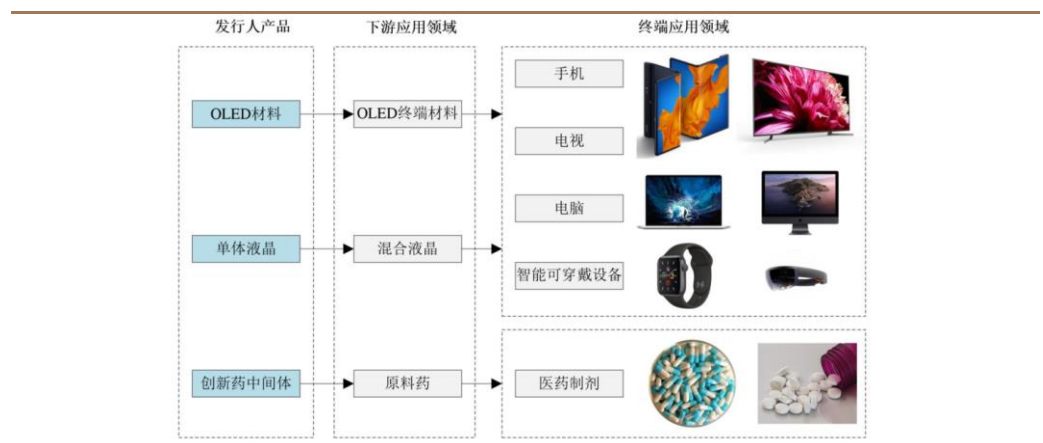 发行人产品
下游应用领域
终端应用领域
OLED材料
OLED终端材料
手机
电视
电脑
单体液晶
混合液晶
智能可穿戴设备
创新药中间体
原料药
医药制剂